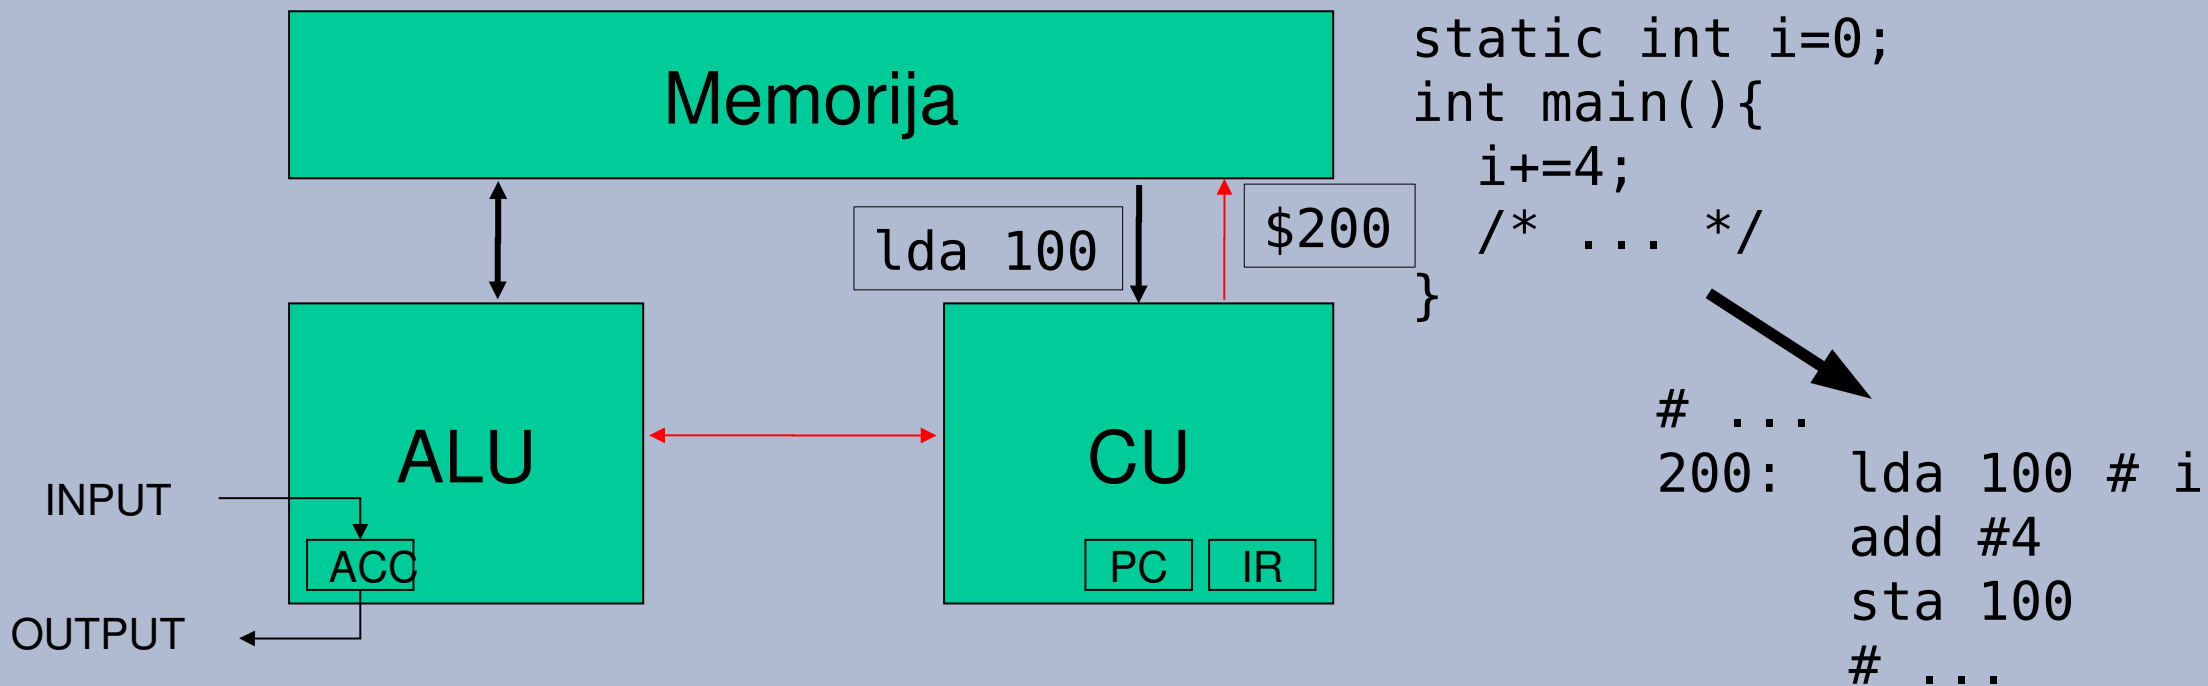 Memorija
lda 100
$200
ALU
CU
INPUT
ACC
PC
IR
OUTPUT
static int i=0;
int main(){
  i+=4;
  /* ... */
}
# ...
200:  lda 100 # i
      add #4
      sta 100
      # ...